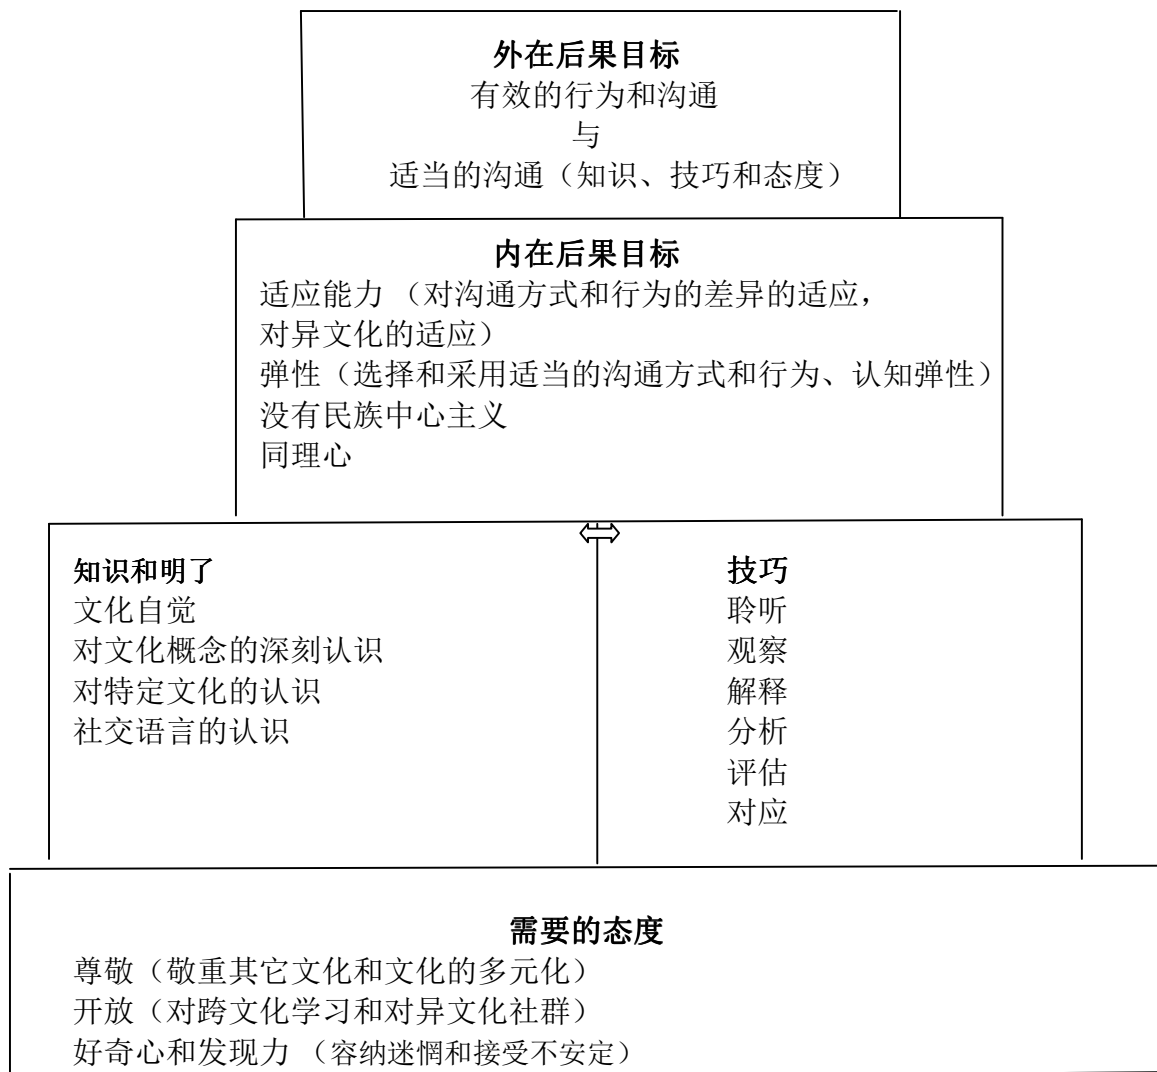 外在后果目标
有效的行为和沟通
与
适当的沟通（知识、技巧和态度）
内在后果目标
适应能力 （对沟通方式和行为的差异的适应，
对异文化的适应）
弹性（选择和采用适当的沟通方式和行为、认知弹性）
没有民族中心主义
同理心
知识和明了
文化自觉
对文化概念的深刻认识
对特定文化的认识
社交语言的认识
技巧
聆听
观察
解释
分析
评估
对应
需要的态度
尊敬（敬重其它文化和文化的多元化）
开放（对跨文化学习和对异文化社群）
好奇心和发现力 （容纳迷惘和接受不安定）